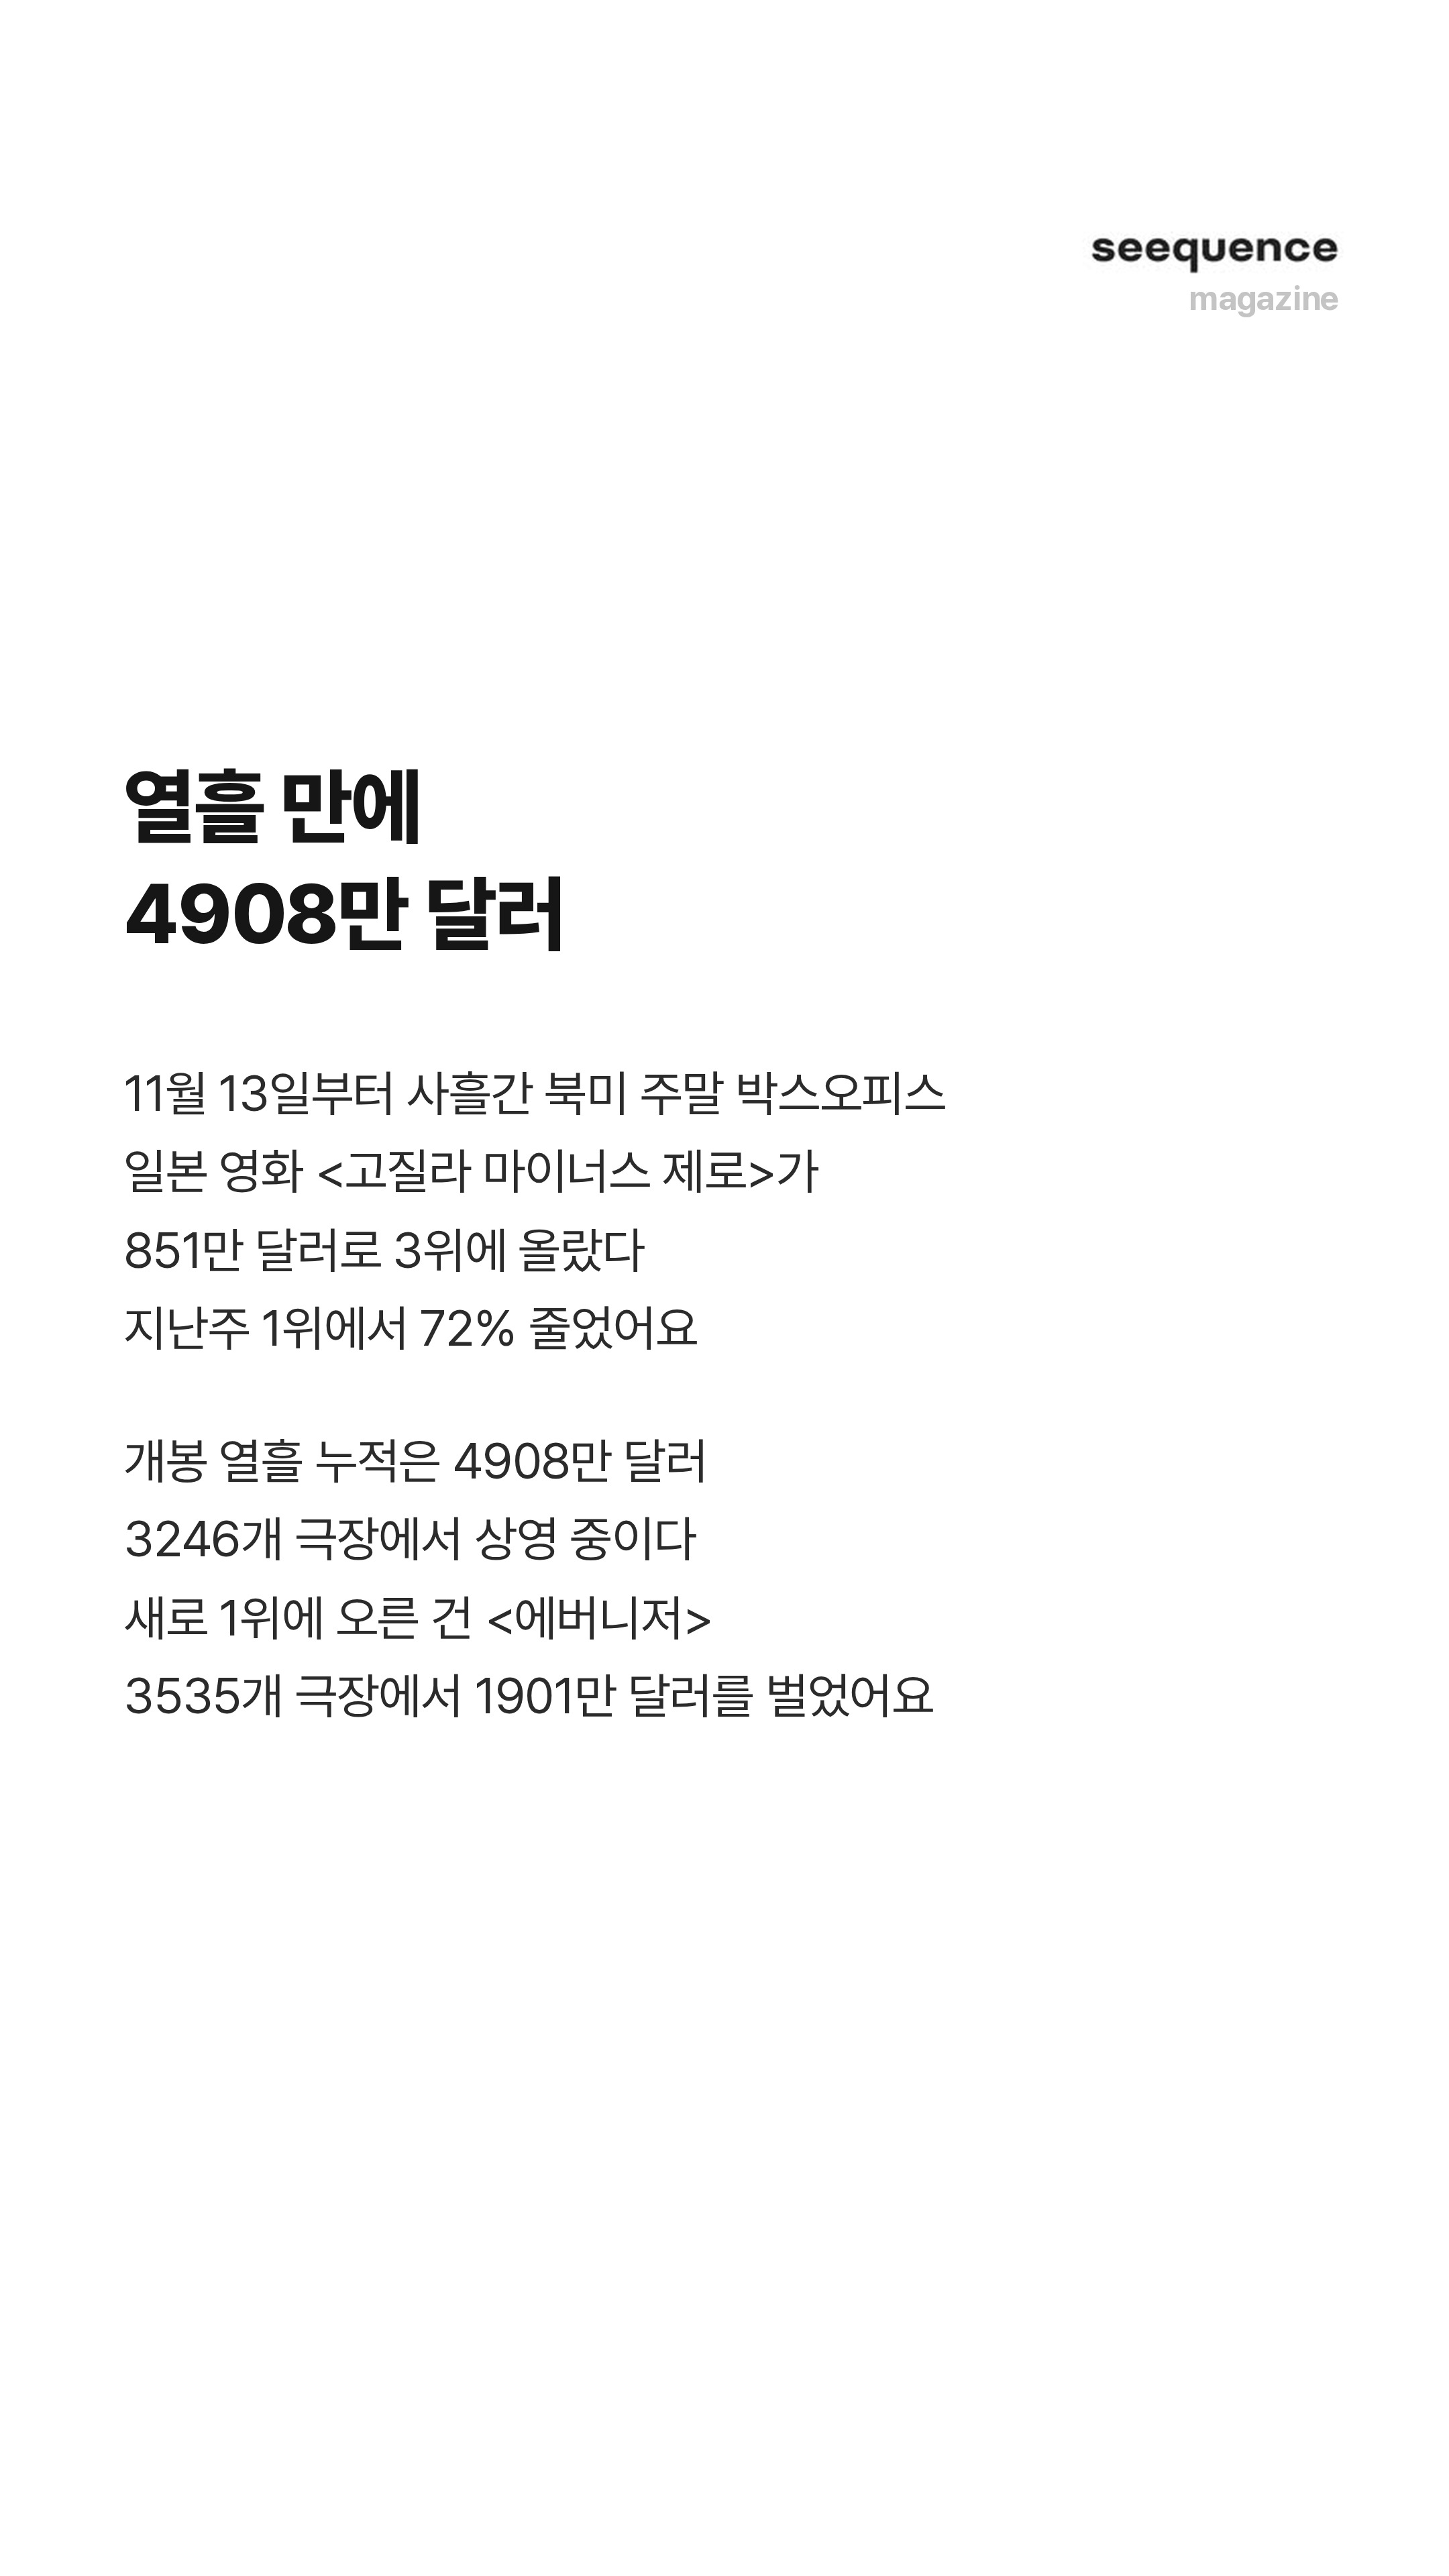 seequence
magazine
열흘 만에
4908만 달러
11월 13일부터 사흘간 북미 주말 박스오피스
일본 영화 <고질라 마이너스 제로>가
851만 달러로 3위에 올랐다
지난주 1위에서 72% 줄었어요
개봉 열흘 누적은 4908만 달러
3246개 극장에서 상영 중이다
새로 1위에 오른 건 <에버니저>
3535개 극장에서 1901만 달러를 벌었어요